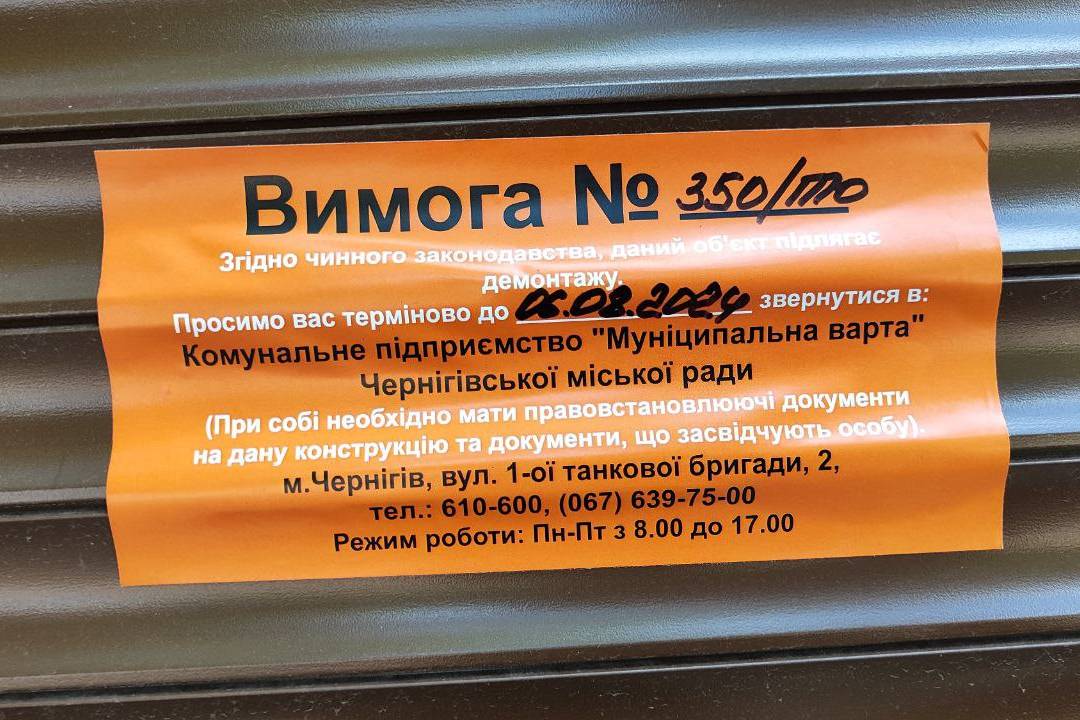 Вимога № 350/то
Згідно чинного законодавства, даний об'єкт підлягає
демонтажу.
Просимо вас терміново до 06.08.2024 звернутися в:
Комунальне підприємство "Муніципальна варта"
Чернігівської міської ради
(При собі необхідно мати правовстановлюючі документи
на дану конструкцію та документи, що засвідчують особу).
м.Чернігів, вул. 1-ої танкової бригади, 2,
тел.: 610-600, (067) 639-75-00
Режим роботи: Пн-Пт з 8.00 до 17.00